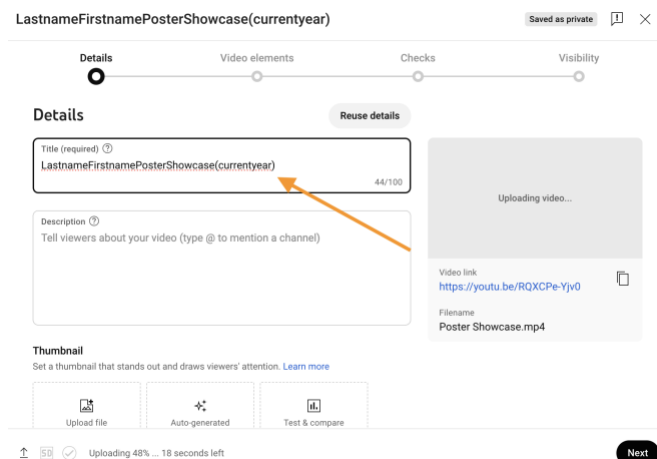 LastnameFirstnamePosterShowcase(currentyear)
Saved as private
Details
Video elements
Checks
Visibility
Details
Reuse details
Title (required)
LastnameFirstnamePosterShowcase(currentyear)
44/100
Uploading video...
Description
Tell viewers about your video (type @ to mention a channel)
Video link
https://youtu.be/RQXCPe-Yjv0
Filename
Poster Showcase.mp4
Thumbnail
Set a thumbnail that stands out and draws viewers' attention. Learn more
Upload file
Auto-generated
Test & compare
SD
Uploading 48% ... 18 seconds left
Next